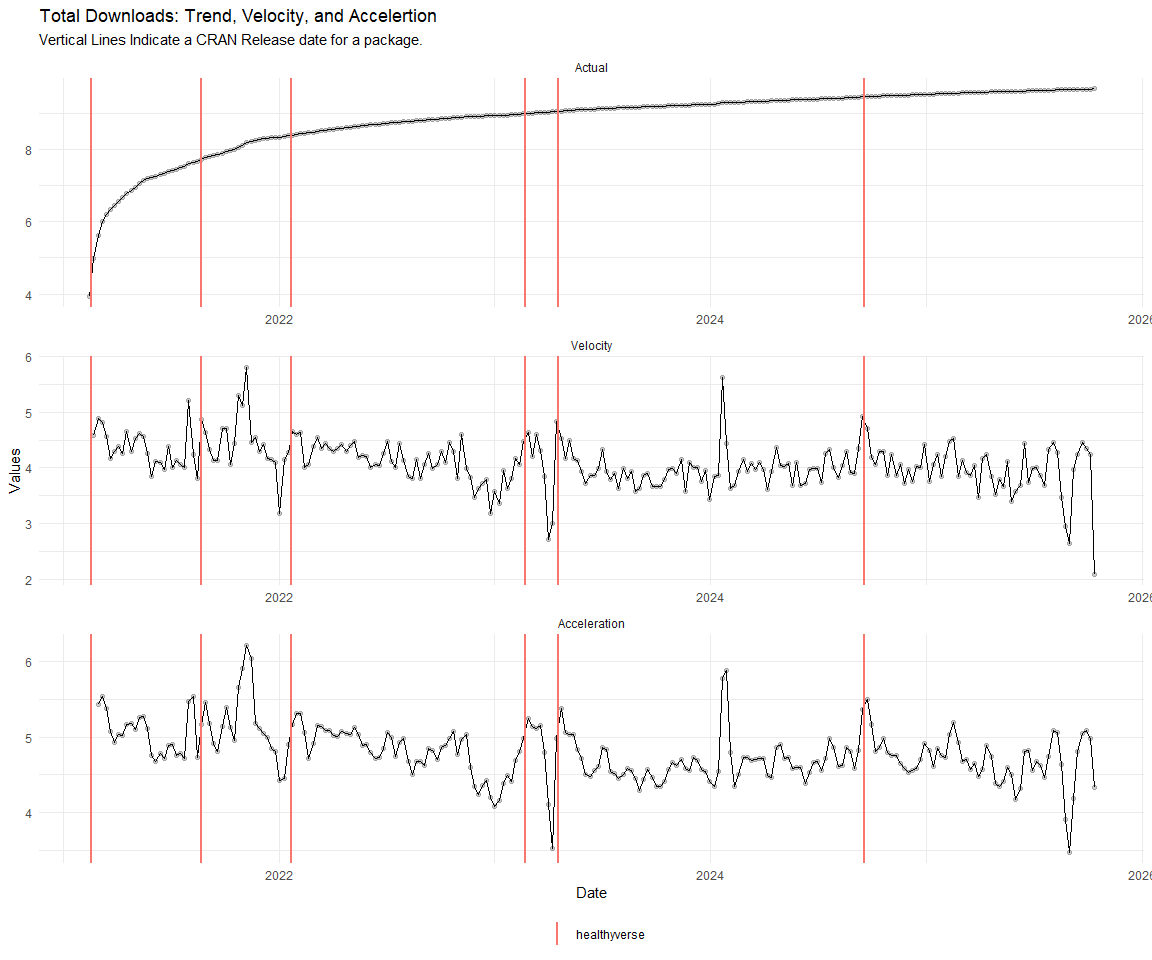 Total Downloads: Trend, Velocity, and Accelertion
Vertical Lines Indicate a CRAN Release date for a package.
Actual
8
6
4
2022
2024
2026
Velocity
6
5
4
3
2
2022
2024
2026
Values
Acceleration
6
5
4
2022
2024
2026
Date
healthyverse